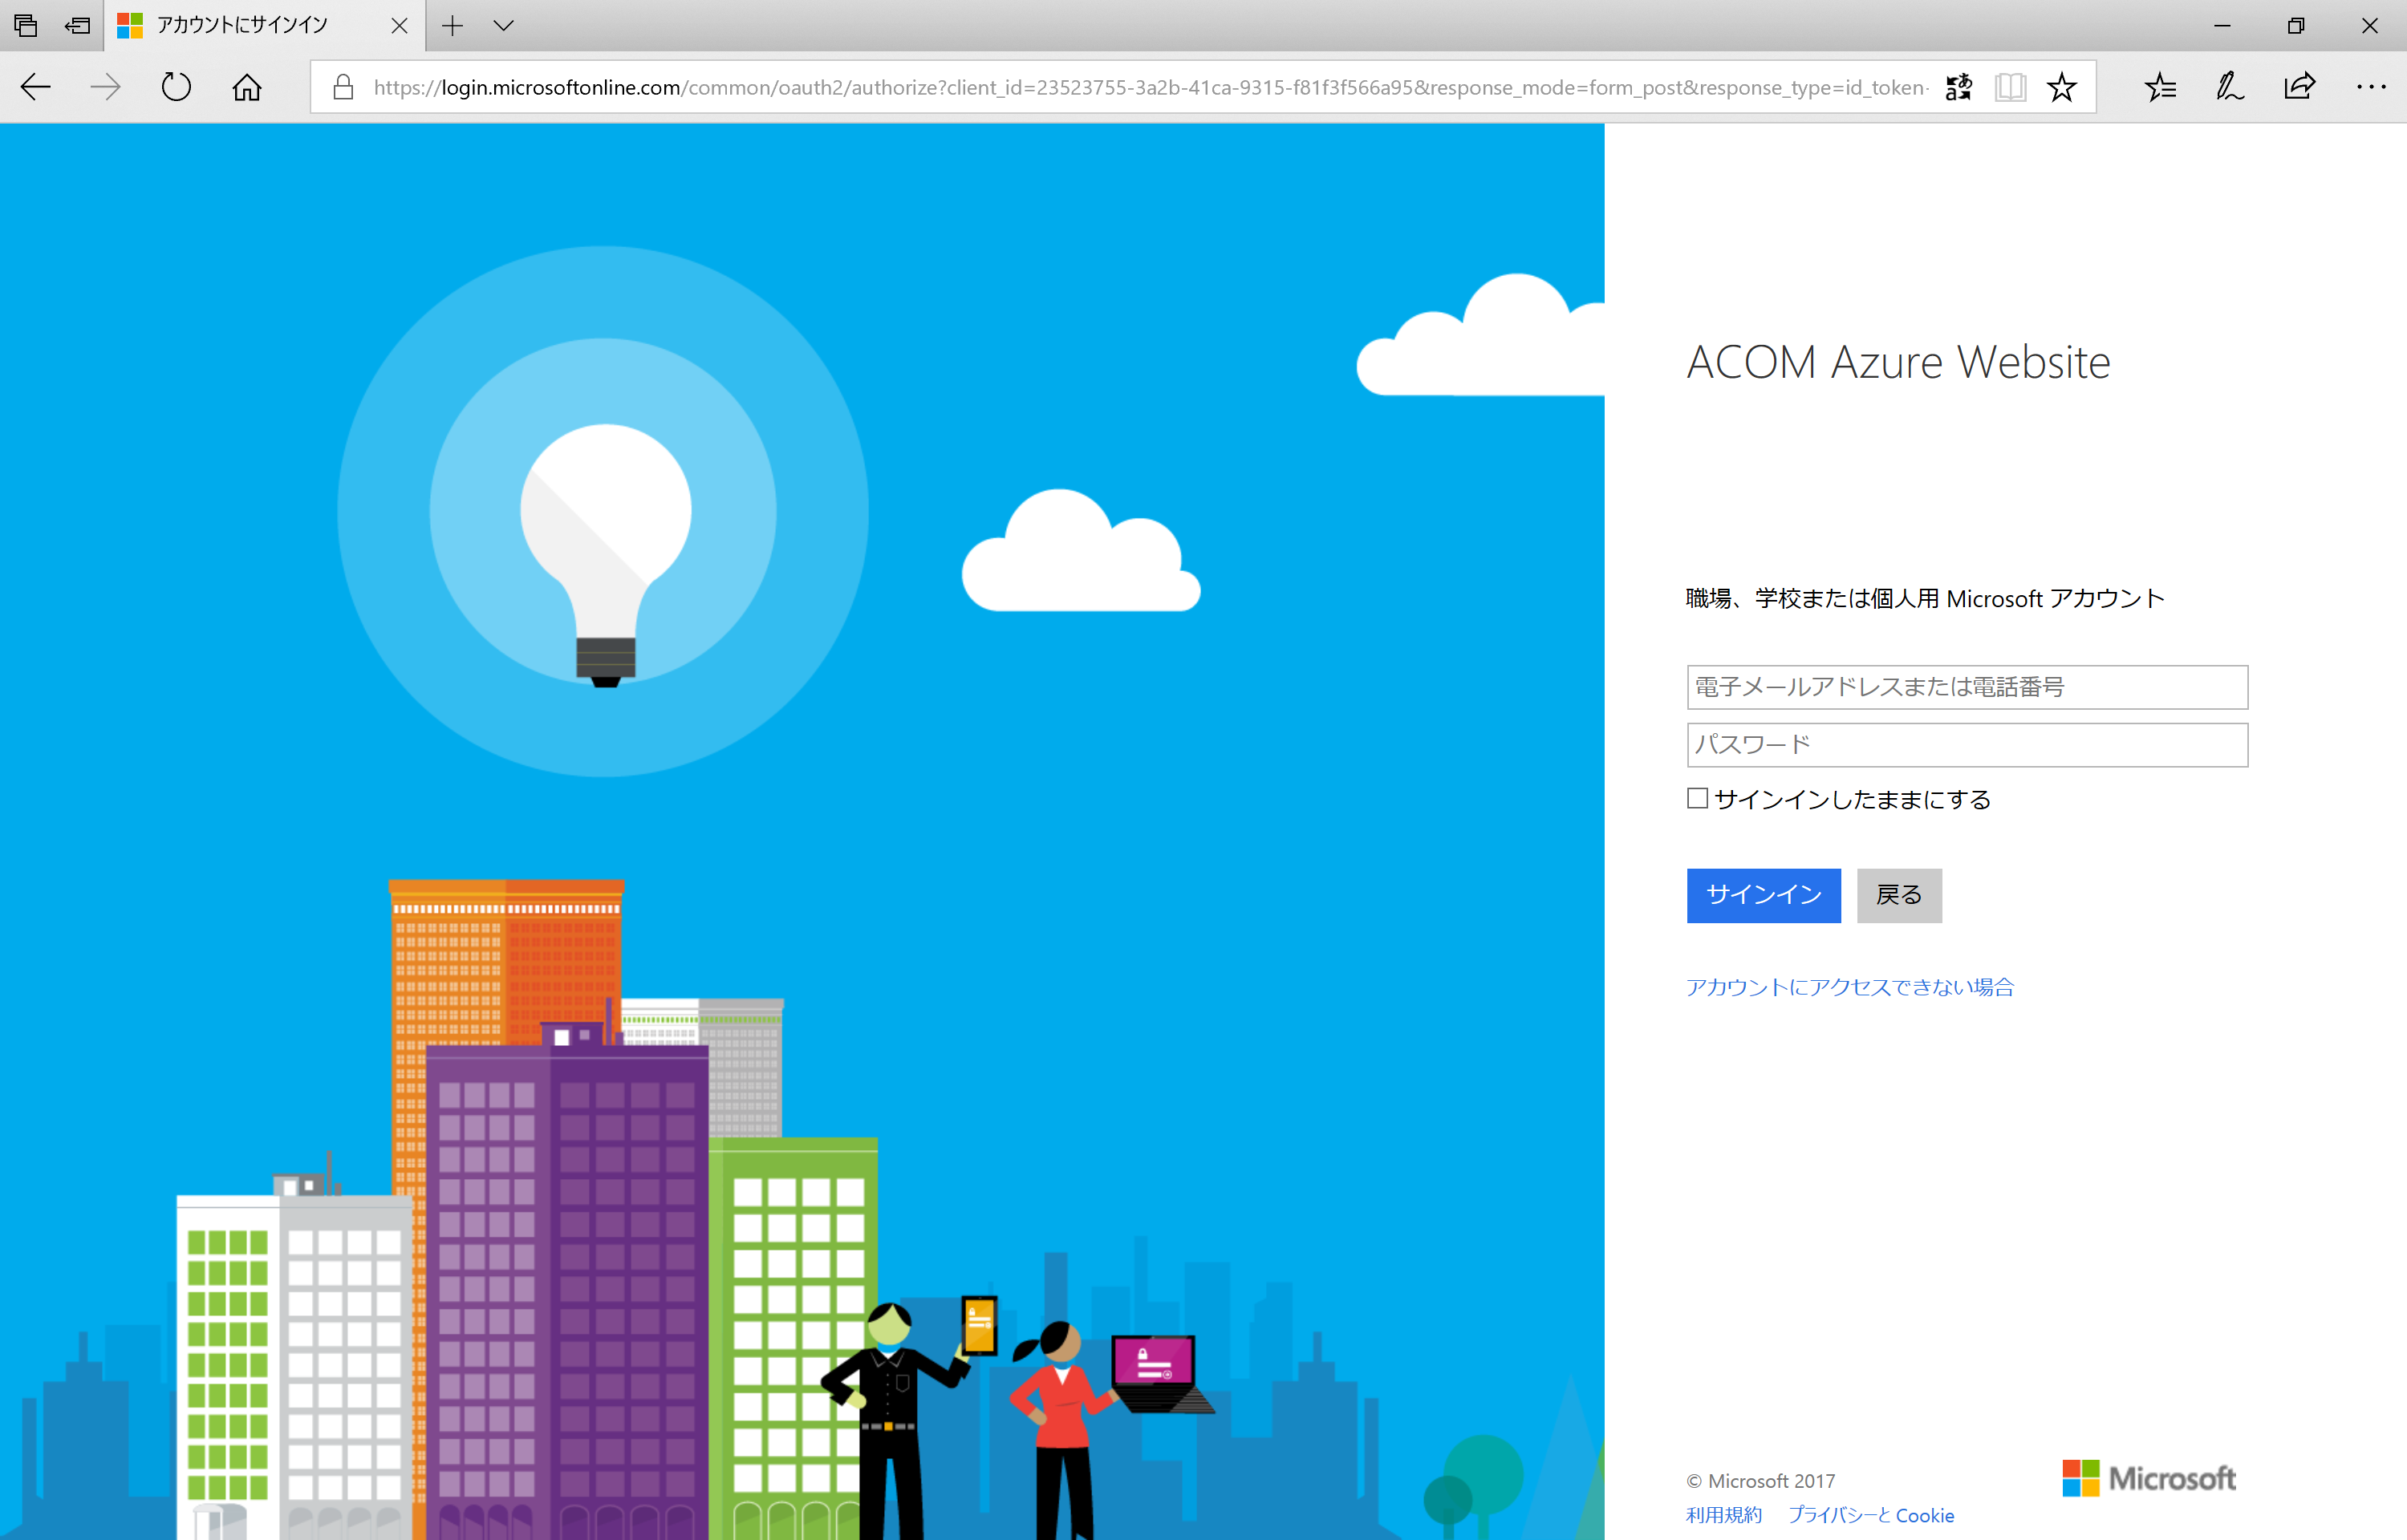 アカウントにサインイン
https://login.microsoftonline.com/common/oauth2/authorize?client_id=23523755-3a2b-41ca-9315-f81f3f566a95&response_mode=form_post&response_type=id_token
ACOM Azure Website
職場、学校または個人用 Microsoft アカウント
電子メールアドレスまたは電話番号
パスワード
サインインしたままにする
サインイン 戻る
アカウントにアクセスできない場合
© Microsoft 2017
Microsoft
利用規約 プライバシーと Cookie